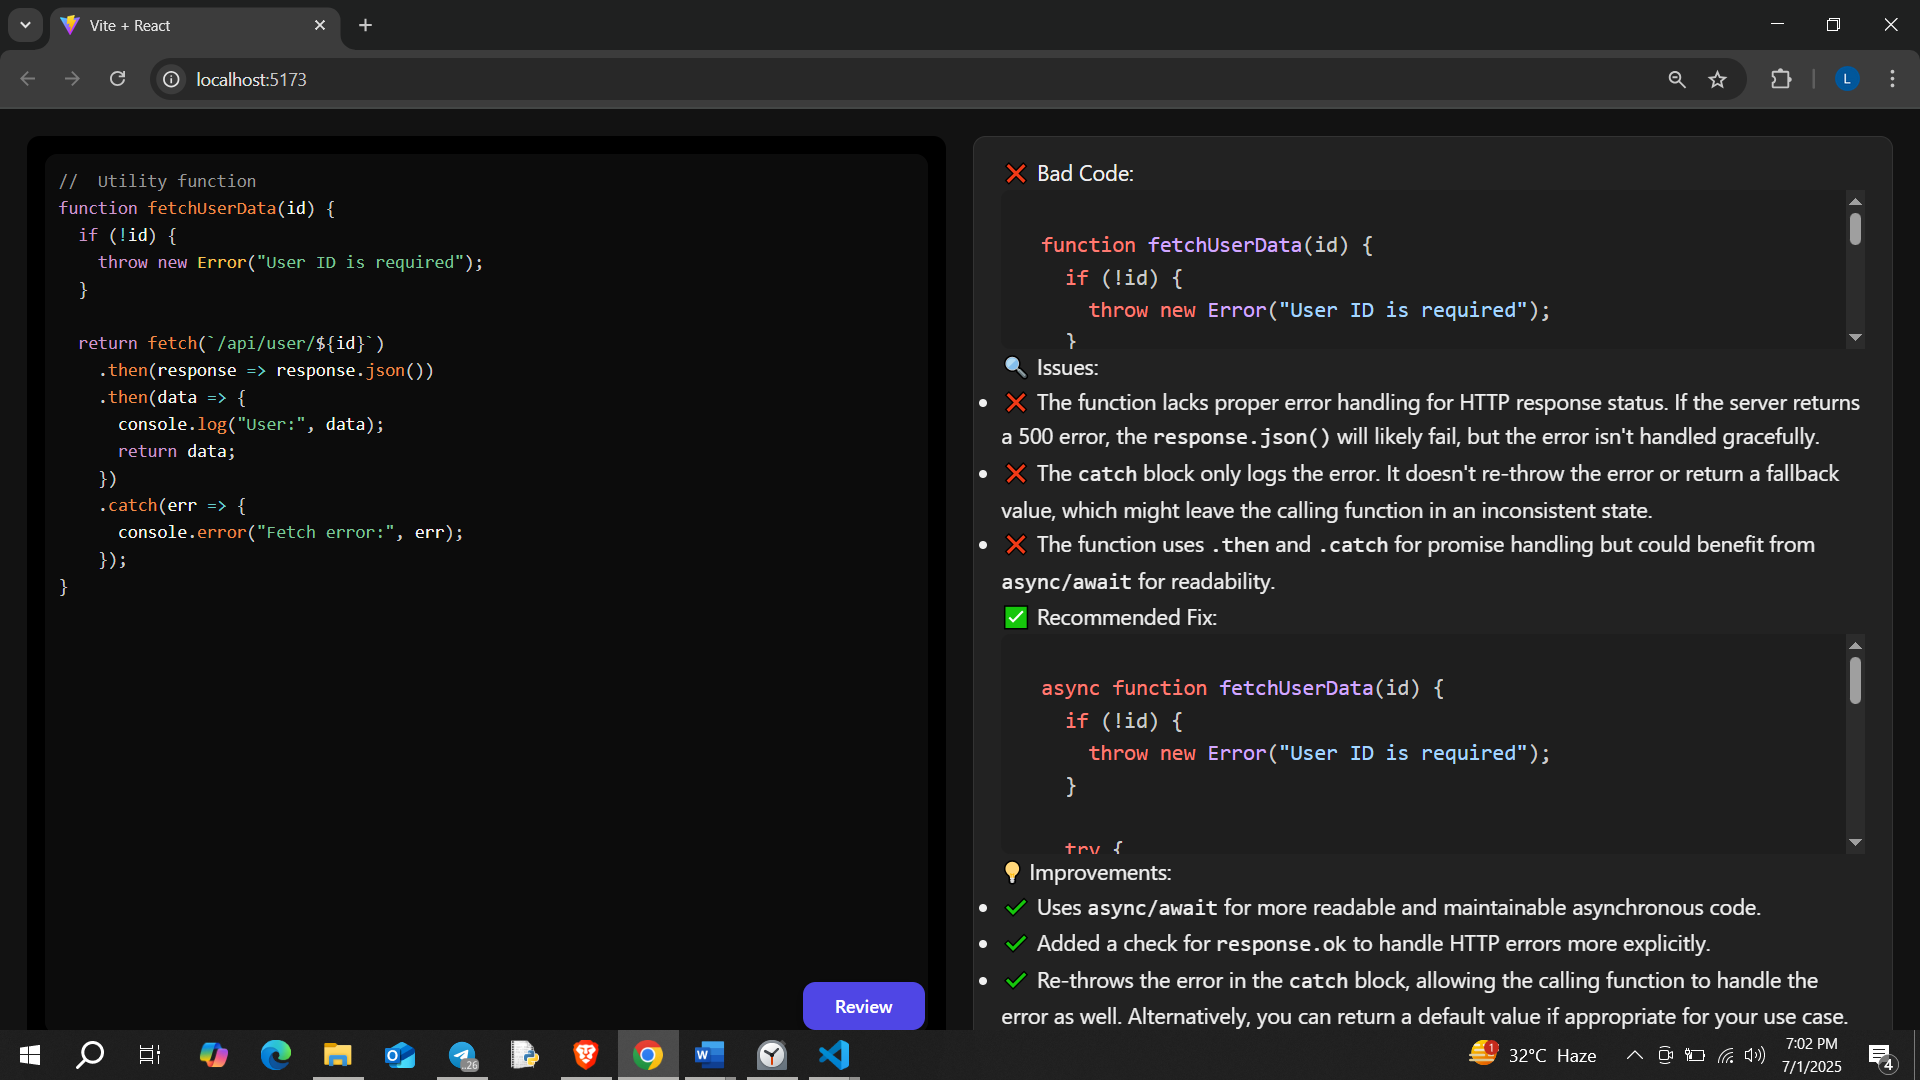 Vite + React
localhost:5173
L
//  Utility function
function fetchUserData(id) {
  if (!id) {
    throw new Error("User ID is required");
  }

  return fetch(`/api/user/${id}`)
    .then(response => response.json())
    .then(data => {
      console.log("User:", data);
      return data;
    })
    .catch(err => {
      console.error("Fetch error:", err);
    });
}
Review
❌ Bad Code:
function fetchUserData(id) {
  if (!id) {
    throw new Error("User ID is required");
  }
🔍 Issues:
• ❌ The function lacks proper error handling for HTTP response status. If the server returns
a 500 error, the response.json() will likely fail, but the error isn't handled gracefully.
• ❌ The catch block only logs the error. It doesn't re-throw the error or return a fallback
value, which might leave the calling function in an inconsistent state.
• ❌ The function uses .then and .catch for promise handling but could benefit from
async/await for readability.
✅ Recommended Fix:
async function fetchUserData(id) {
  if (!id) {
    throw new Error("User ID is required");
  }

  try {
💡 Improvements:
• ✔ Uses async/await for more readable and maintainable asynchronous code.
• ✔ Added a check for response.ok to handle HTTP errors more explicitly.
• ✔ Re-throws the error in the catch block, allowing the calling function to handle the
error as well. Alternatively, you can return a default value if appropriate for your use case.
..26
1
32°C Haze
7:02 PM
7/1/2025
4